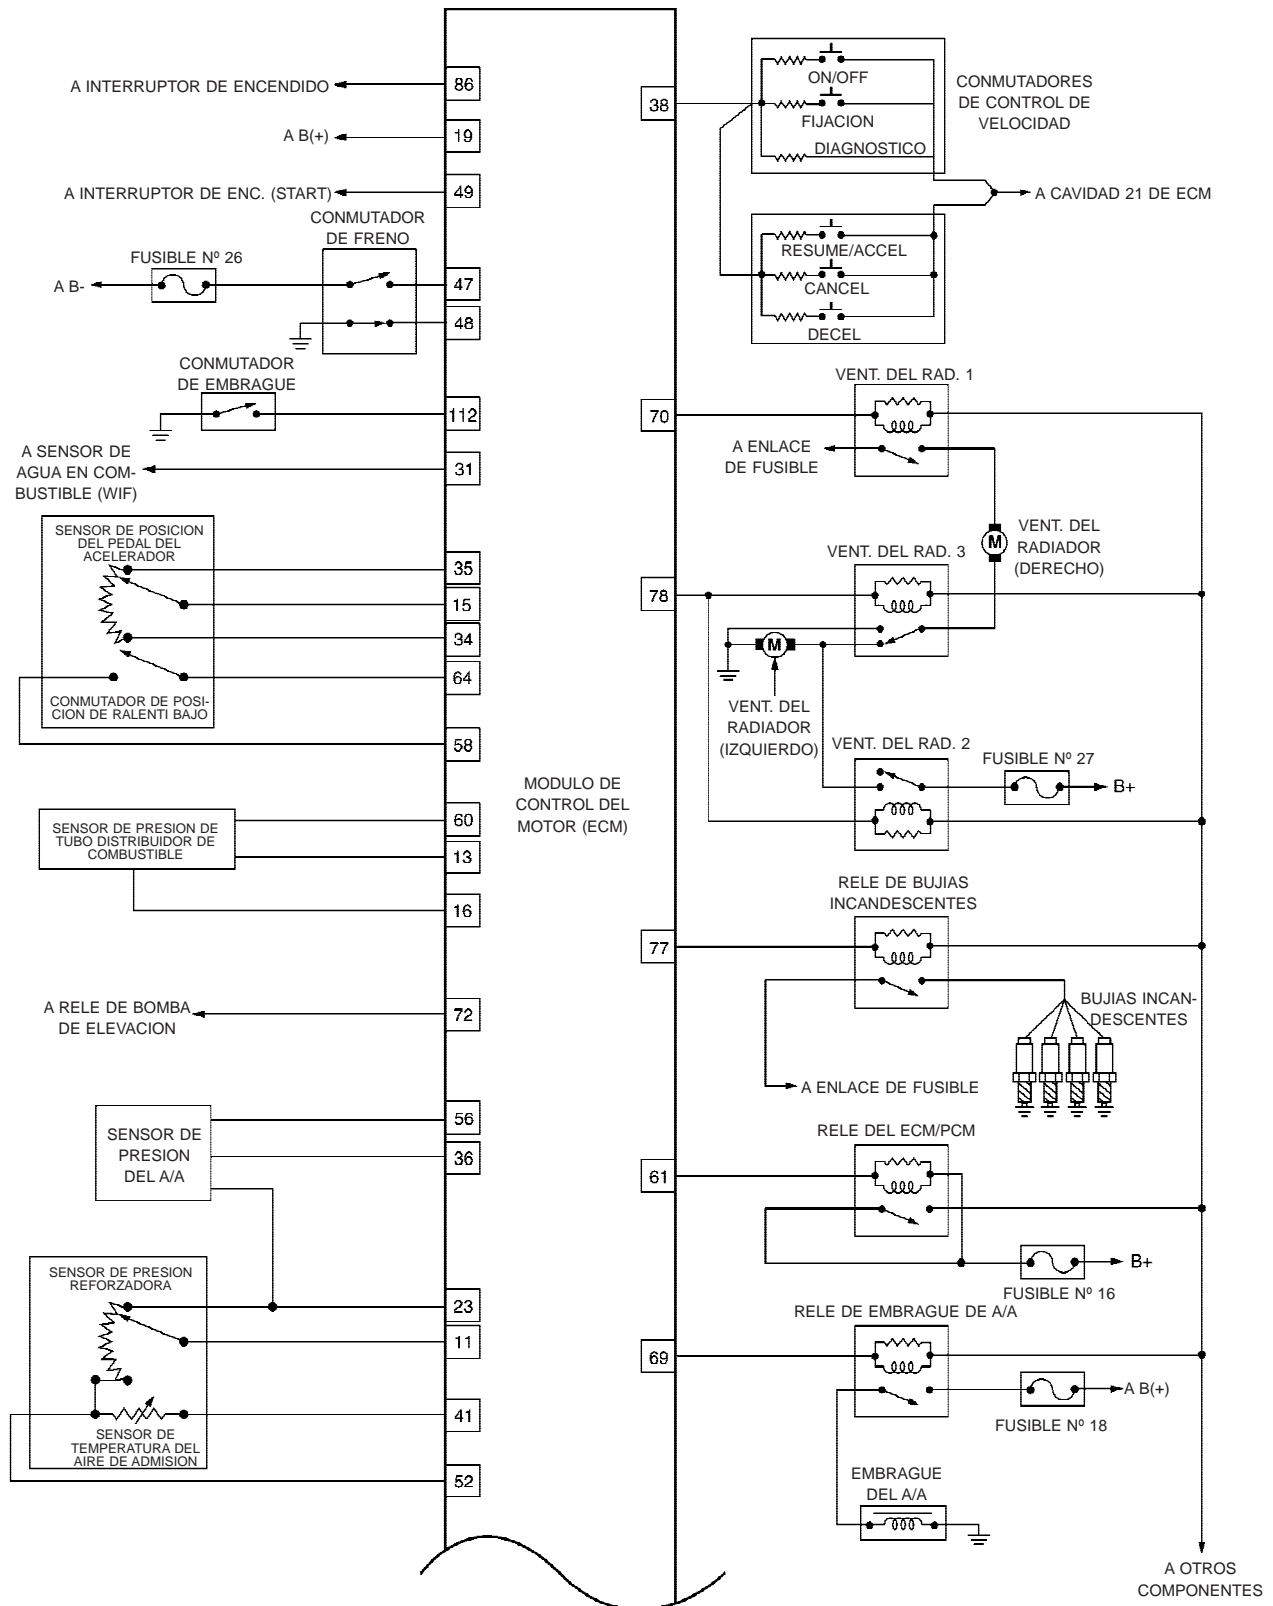 A INTERRUPTOR DE ENCENDIDO
86
A B(+)
19
A INTERRUPTOR DE ENC. (START)
49
CONMUTADOR
DE FRENO
FUSIBLE Nº 26
A B-
47
48
CONMUTADOR
DE EMBRAGUE
112
A SENSOR DE
AGUA EN COM-
BUSTIBLE (WIF)
31
SENSOR DE POSICION
DEL PEDAL DEL
ACELERADOR
35
15
34
64
CONMUTADOR DE POSI-
CION DE RALENTI BAJO
58
SENSOR DE PRESION DE
TUBO DISTRIBUIDOR DE
COMBUSTIBLE
60
13
16
A RELE DE BOMBA
DE ELEVACION
72
SENSOR DE
PRESION
DEL A/A
56
36
SENSOR DE PRESION
REFORZADORA
23
11
41
SENSOR DE
TEMPERATURA DEL
AIRE DE ADMISION
52
MODULO DE
CONTROL DEL
MOTOR (ECM)
38
ON/OFF
FIJACION
DIAGNOSTICO
CONMUTADORES
DE CONTROL DE
VELOCIDAD
A CAVIDAD 21 DE ECM
RESUME/ACCEL
CANCEL
DECEL
VENT. DEL RAD. 1
70
A ENLACE
DE FUSIBLE
M
VENT. DEL
RADIADOR
(DERECHO)
VENT. DEL RAD. 3
78
M
VENT. DEL
RADIADOR
(IZQUIERDO)
VENT. DEL RAD. 2
FUSIBLE Nº 27
B+
RELE DE BUJIAS
INCANDESCENTES
77
BUJIAS INCAN-
DESCENTES
A ENLACE DE FUSIBLE
RELE DEL ECM/PCM
61
B+
FUSIBLE Nº 16
RELE DE EMBRAGUE DE A/A
69
A B(+)
FUSIBLE Nº 18
EMBRAGUE
DEL A/A
A OTROS
COMPONENTES